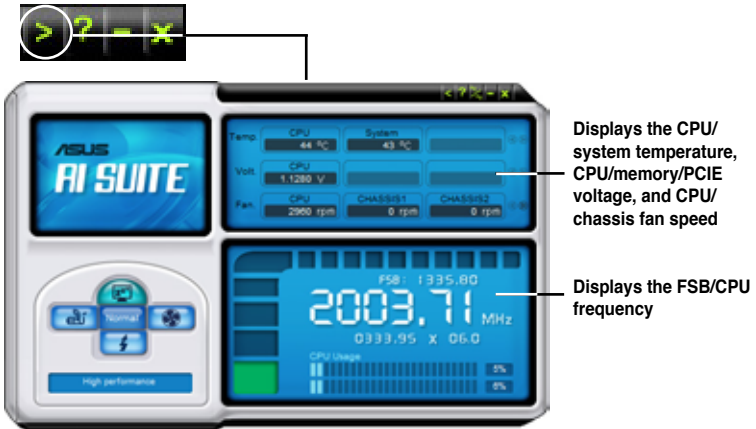 > ? - x
< ? - x
ASUS
AI SUITE
Temp. CPU System
44 ºC 43 ºC
Volt. CPU
1.1280 V
Fan. CPU CHASSIS1 CHASSIS2
2960 rpm 0 rpm 0 rpm
Normal
High performance
FSB: 1335.80
2003.71 MHz
0333.95 x 06.0
CPU Usage
5%
6%
Displays the CPU/
system temperature,
CPU/memory/PCIE
voltage, and CPU/
chassis fan speed
Displays the FSB/CPU
frequency